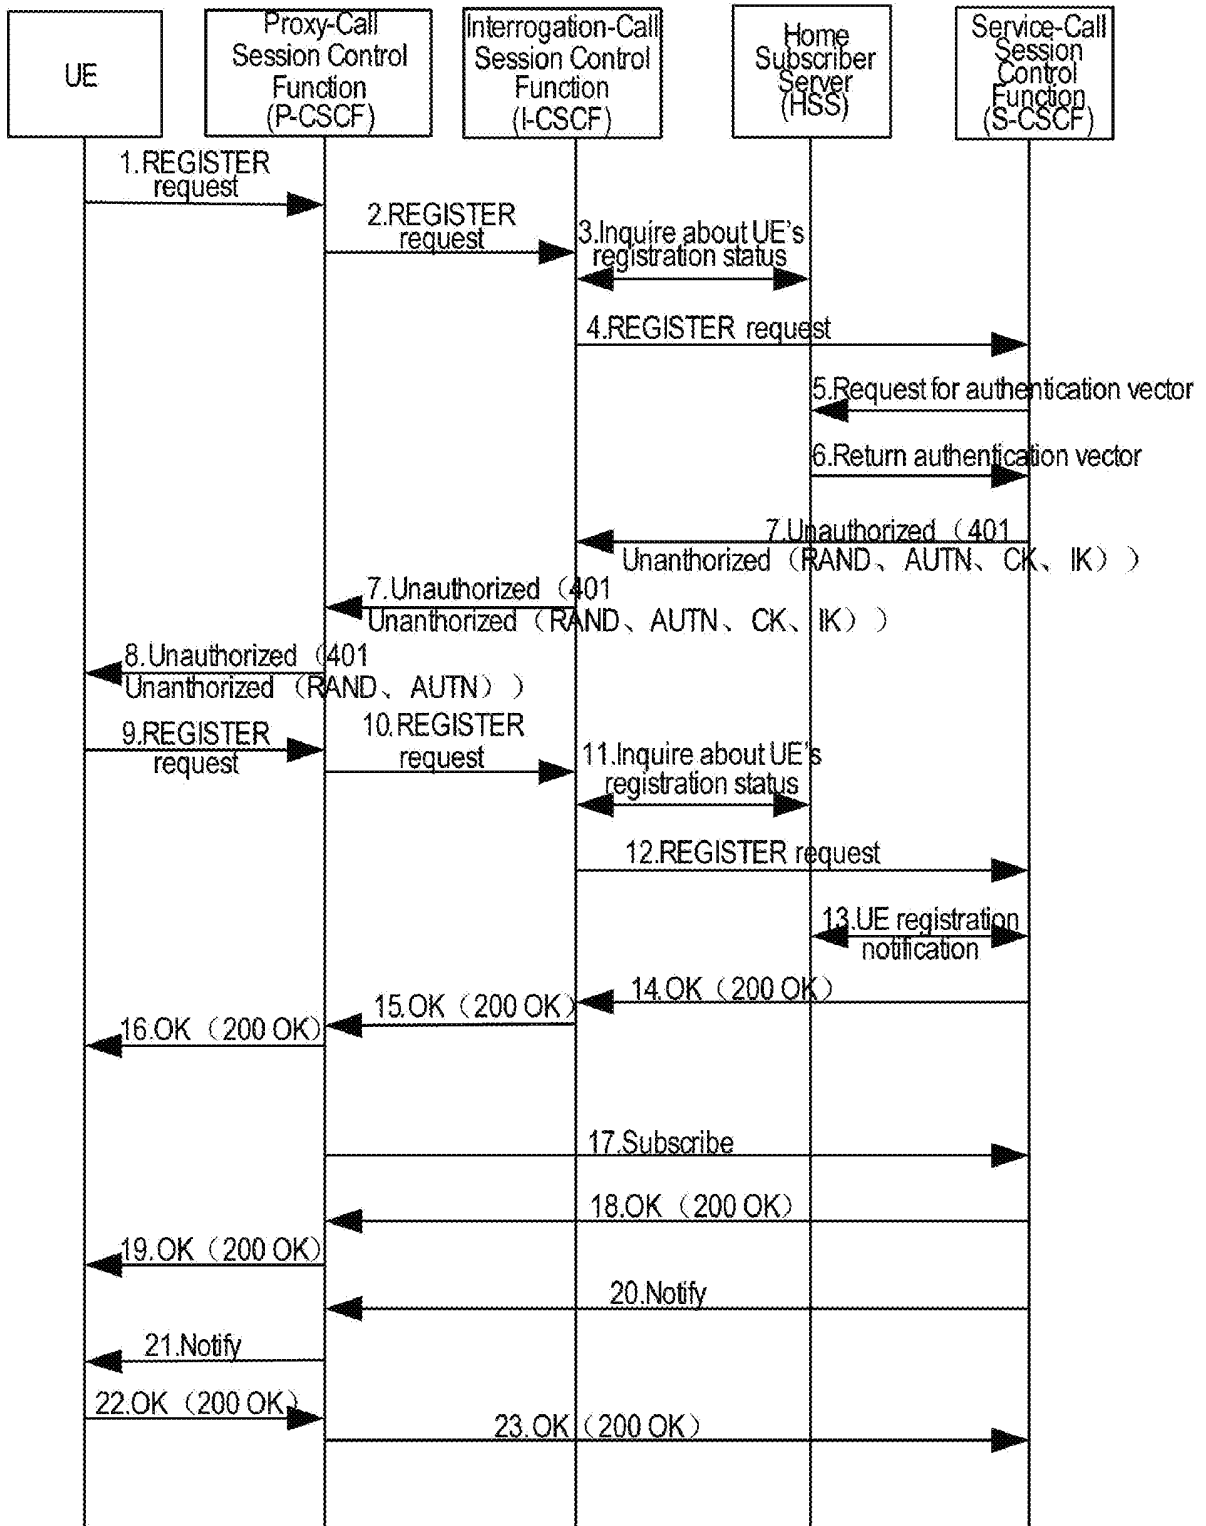 UE
Proxy-Call
Session Control
Function
(P-CSCF)
Interrogation-Call
Session Control
Function
(I-CSCF)
Home
Subscriber
Server
(HSS)
Service-Call
Session
Control
Function
(S-CSCF)
1.REGISTER
request
2.REGISTER
request
3.Inquire about UE's
registration status
4.REGISTER request
5.Request for authentication vector
6.Return authentication vector
7.Unauthorized（401
Unanthorized（RAND、AUTN、CK、IK））
7.Unauthorized（401
Unanthorized（RAND、AUTN、CK、IK））
8.Unauthorized（401
Unanthorized（RAND、AUTN））
9.REGISTER
request
10.REGISTER
request
11.Inquire about UE's
registration status
12.REGISTER request
13.UE registration
notification
14.OK（200 OK）
15.OK（200 OK）
16.OK（200 OK）
17.Subscribe
18.OK（200 OK）
19.OK（200 OK）
20.Notify
21.Notify
22.OK（200 OK）
23.OK（200 OK）